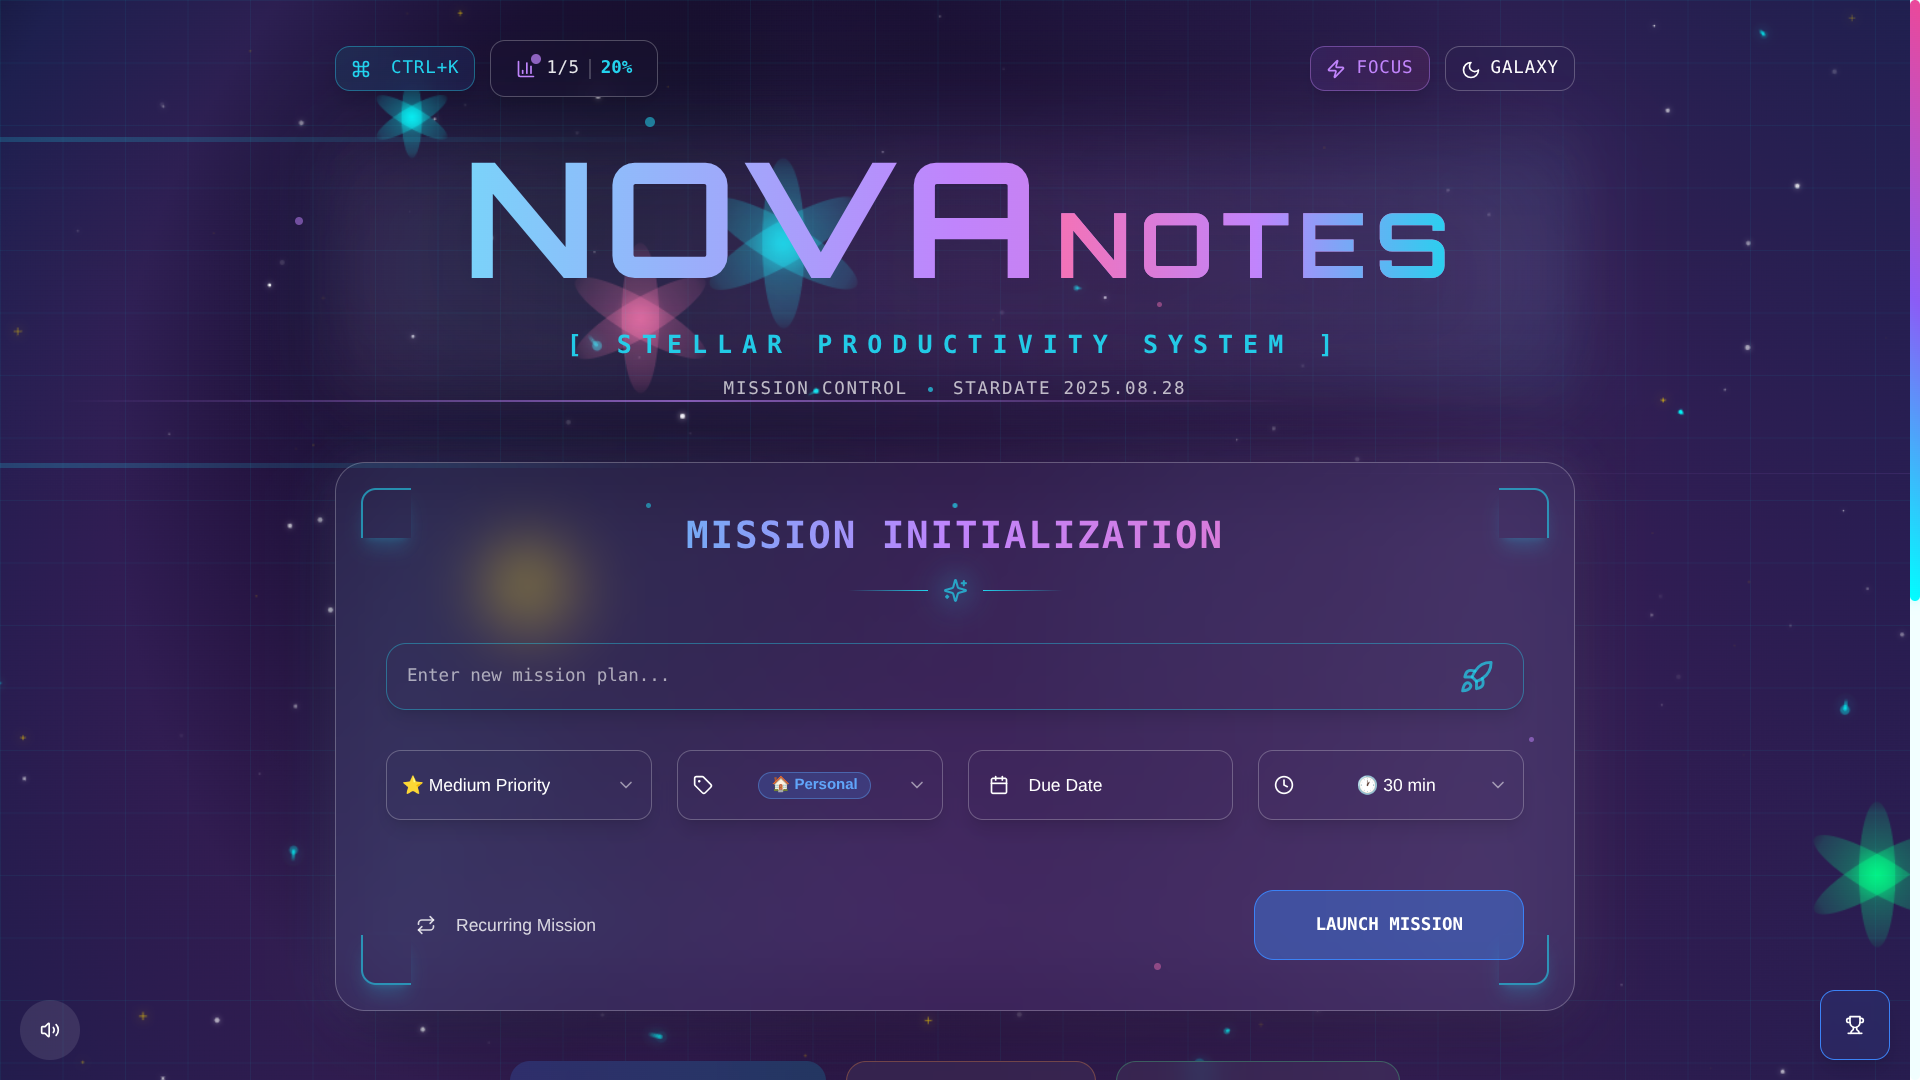 CTRL+K
1/5 | 20%
FOCUS
GALAXY
NOVA NOTES
[ STELLAR PRODUCTIVITY SYSTEM ]
MISSION CONTROL • STARDATE 2025.08.28
MISSION INITIALIZATION
Enter new mission plan...
⭐ Medium Priority
🏠 Personal
Due Date
🕐 30 min
Recurring Mission
LAUNCH MISSION